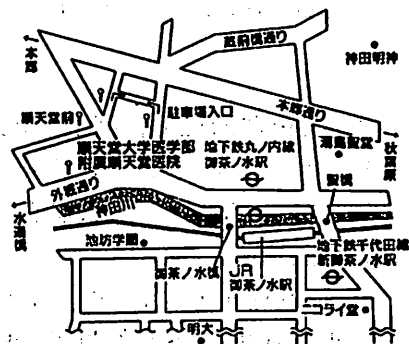 蔵前橋通り
神田明神
本郷
本郷通り
駐車場入口
順天堂前
湯島聖堂
順天堂大学医学部
附属順天堂医院
地下鉄丸ノ内線
御茶ノ水駅
秋葉原
聖橋
外堀通り
神田川
水道橋
池坊学園
地下鉄千代田線
新御茶ノ水駅
御茶ノ水橋
JR
御茶ノ水駅
ニコライ堂
明大